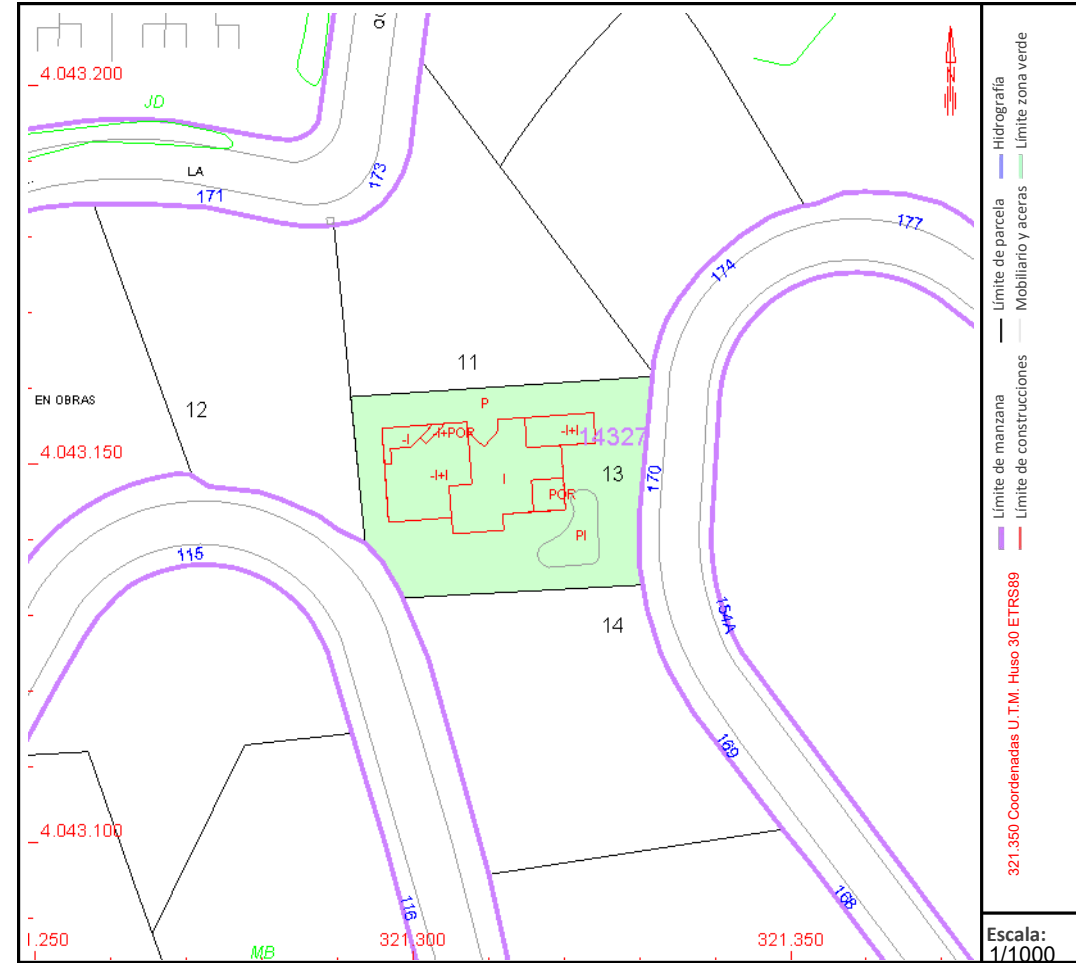 4.043.200
JD
LA
171
173
177
174
11
EN OBRAS
12
P
-I
-I+POR
-I+I
14327
4.043.150
-I+I
I
13
170
POR
PI
115
14
154A
169
4.043.100
168
116
MB
321.300
321.350
N
Límite de manzana
Límite de parcela
Hidrografía
Límite de construcciones
Mobiliario y aceras
Límite zona verde
321.350 Coordenadas U.T.M. Huso 30 ETRS89
Escala:
1/1000